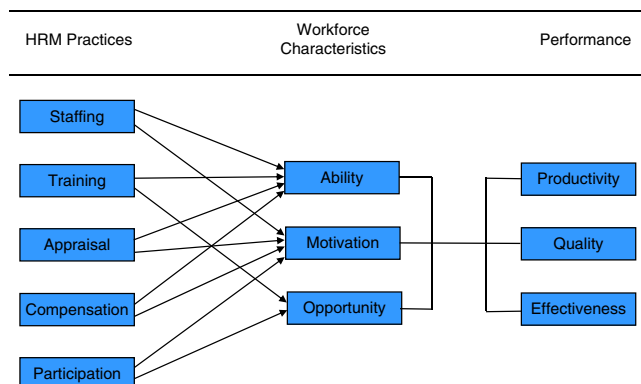 HRM Practices
Workforce
Characteristics
Performance
Staffing
Training
Ability
Productivity
Appraisal
Motivation
Quality
Compensation
Opportunity
Effectiveness
Participation